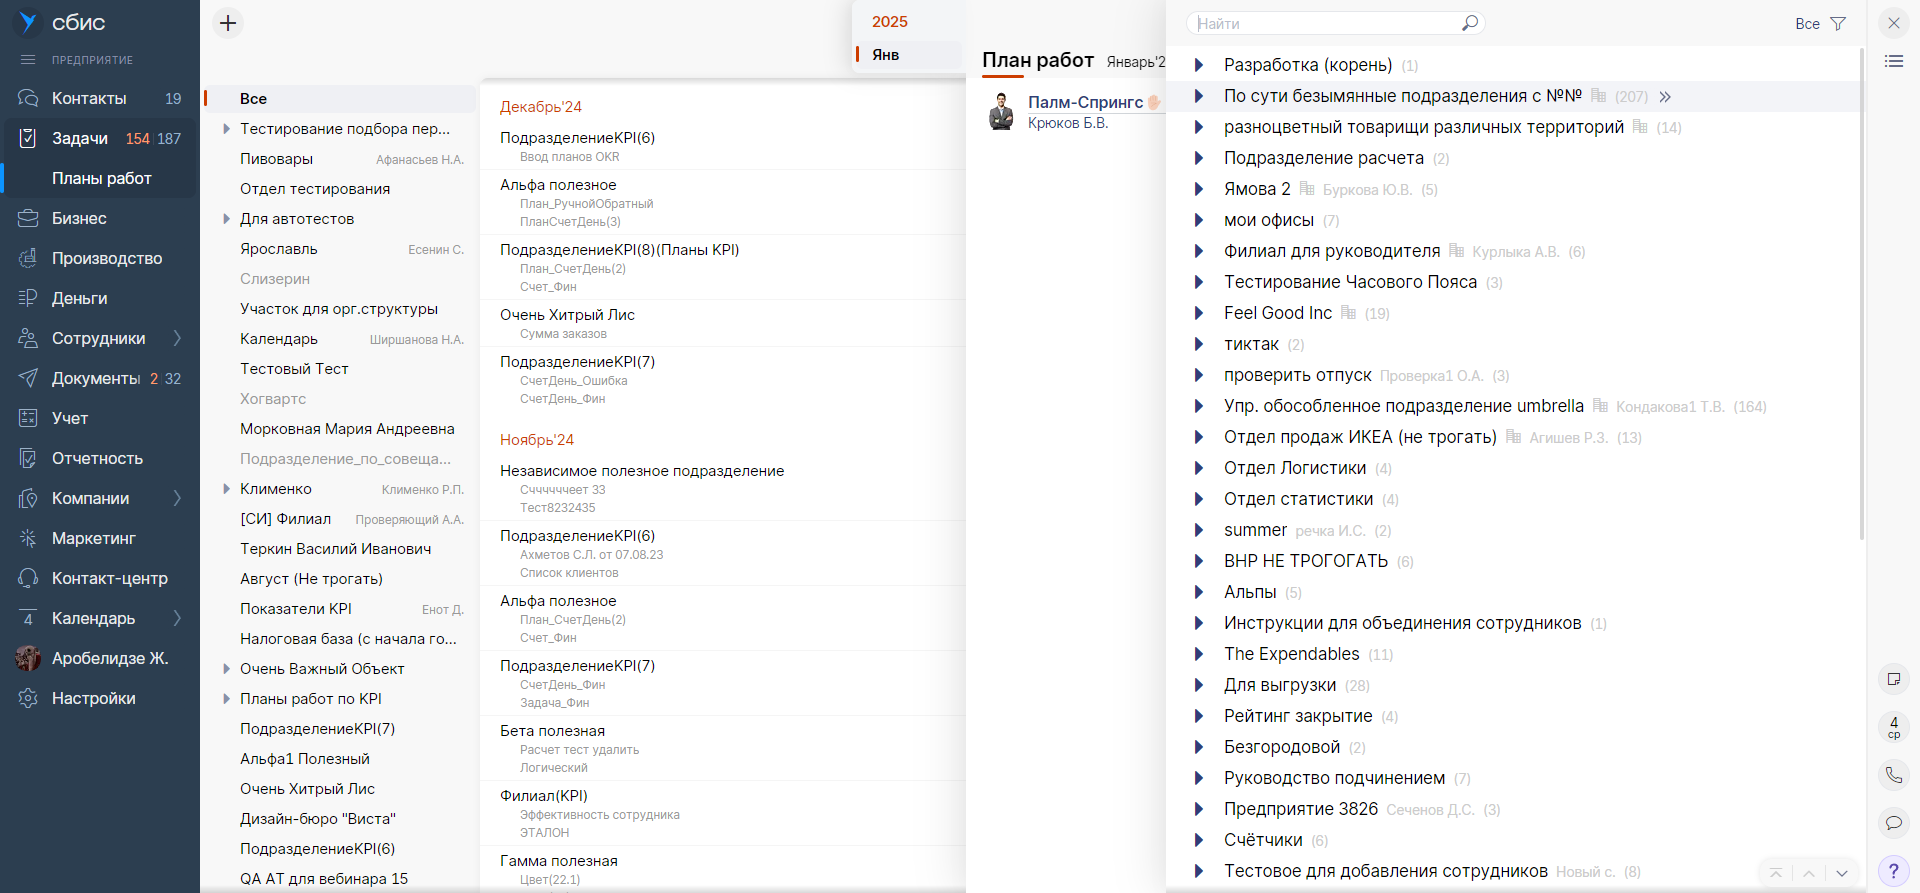 сбис
ПРЕДПРИЯТИЕ
Контакты 19
Задачи 154 187
Планы работ
Бизнес
Производство
Деньги
Сотрудники
Документы 2 32
Учет
Отчетность
Компании
Маркетинг
Контакт-центр
4 Календарь
Аробелидзе Ж.
Настройки
Все
Тестирование подбора пер...
Пивовары Афанасьев Н.А.
Отдел тестирования
Для автотестов
Ярославль Есенин С.
Слизерин
Участок для орг.структуры
Календарь Ширшанова Н.А.
Тестовый Тест
Хогвартс
Морковная Мария Андреевна
Подразделение_по_совеща...
Клименко Клименко Р.П.
[СИ] Филиал Проверяющий А.А.
Теркин Василий Иванович
Август (Не трогать)
Показатели KPI Енот Д.
Налоговая база (с начала го...
Очень Важный Объект
Планы работ по KPI
ПодразделениеKPI(7)
Альфа1 Полезный
Очень Хитрый Лис
Дизайн-бюро "Виста"
ПодразделениеKPI(6)
QA АТ для вебинара 15
2025
Янв
Декабрь'24
ПодразделениеKPI(6)
Ввод планов OKR
Альфа полезное
План_РучнойОбратный
ПланСчетДень(3)
ПодразделениеKPI(8)(Планы KPI)
План_СчетДень(2)
Счет_Фин
Очень Хитрый Лис
Сумма заказов
ПодразделениеKPI(7)
СчетДень_Ошибка
СчетДень_Фин
Ноябрь'24
Независимое полезное подразделение
Сччччччеет 33
Тест8232435
ПодразделениеKPI(6)
Ахметов С.Л. от 07.08.23
Список клиентов
Альфа полезное
План_СчетДень(2)
Счет_Фин
ПодразделениеKPI(7)
СчетДень_Фин
Задача_Фин
Бета полезная
Расчет тест удалить
Логический
Филиал(KPI)
Эффективность сотрудника
ЭТАЛОН
Гамма полезная
Цвет(22.1)
План работ Январь'2
Палм-Спрингс
Крюков Б.В.
Найти
Все
Разработка (корень) (1)
По сути безымянные подразделения с №№ (207)
разноцветный товарищи различных территорий (14)
Подразделение расчета (2)
Ямова 2 Буркова Ю.В. (5)
мои офисы (7)
Филиал для руководителя Курлыка А.В. (6)
Тестирование Часового Пояса (3)
Feel Good Inc (19)
тиктак (2)
проверить отпуск Проверка1 О.А. (3)
Упр. обособленное подразделение umbrella Кондакова1 Т.В. (164)
Отдел продаж ИКЕА (не трогать) Агишев Р.З. (13)
Отдел Логистики (4)
Отдел статистики (4)
summer речка И.С. (2)
ВНР НЕ ТРОГОГАТЬ (6)
Альпы (5)
Инструкции для объединения сотрудников (1)
The Expendables (11)
Для выгрузки (28)
Рейтинг закрытие (4)
Безгородовой (2)
Руководство подчинением (7)
Предприятие 3826 Сеченов Д.С. (3)
Счётчики (6)
Тестовое для добавления сотрудников Новый с. (8)
4
ср
?